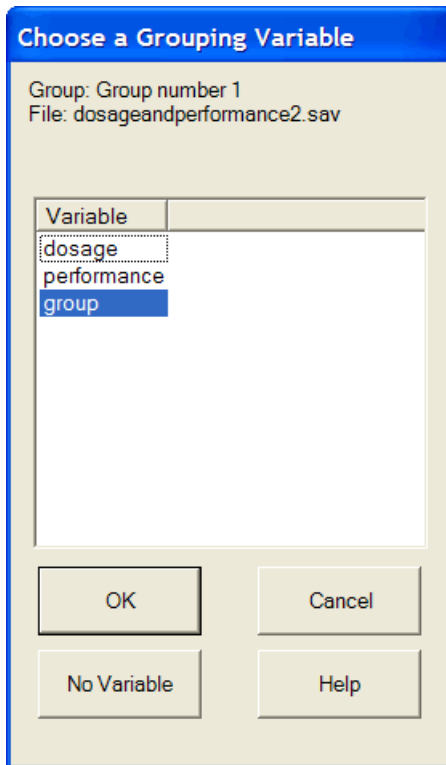 Choose a Grouping Variable
Group: Group number 1
File: dosageandperformance2.sav
Variable
dosage
performance
group
OK
Cancel
No Variable
Help